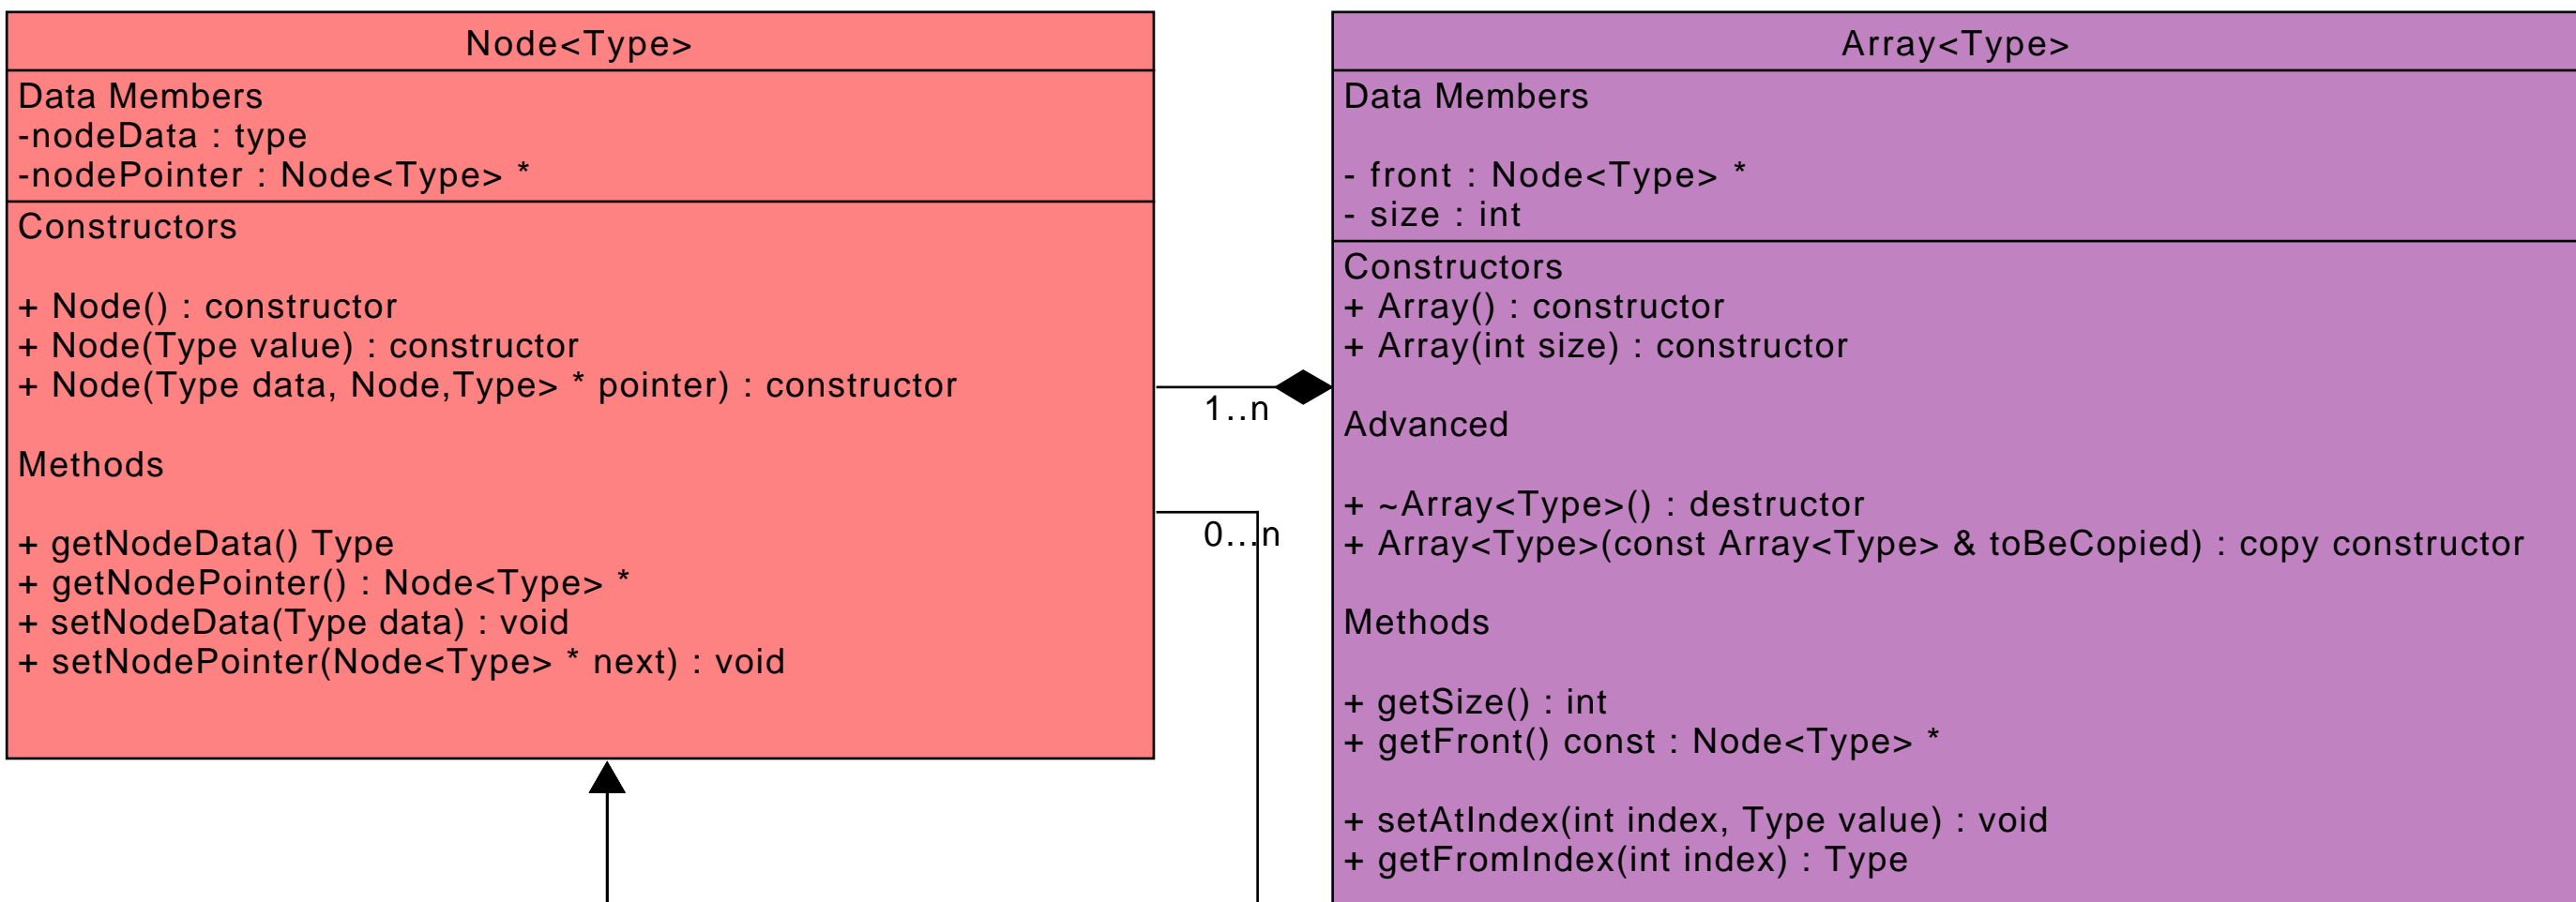 Node<Type>
Data Members
-nodeData : type
-nodePointer : Node<Type> *
Constructors
+ Node() : constructor
+ Node(Type value) : constructor
+ Node(Type data, Node,Type> * pointer) : constructor
Methods
+ getNodeData() Type
+ getNodePointer() : Node<Type> *
+ setNodeData(Type data) : void
+ setNodePointer(Node<Type> * next) : void
1..n
0...n
Array<Type>
Data Members
- front : Node<Type> *
- size : int
Constructors
+ Array() : constructor
+ Array(int size) : constructor
Advanced
+ ~Array<Type>() : destructor
+ Array<Type>(const Array<Type> & toBeCopied) : copy constructor
Methods
+ getSize() : int
+ getFront() const : Node<Type> *
+ setAtIndex(int index, Type value) : void
+ getFromIndex(int index) : Type